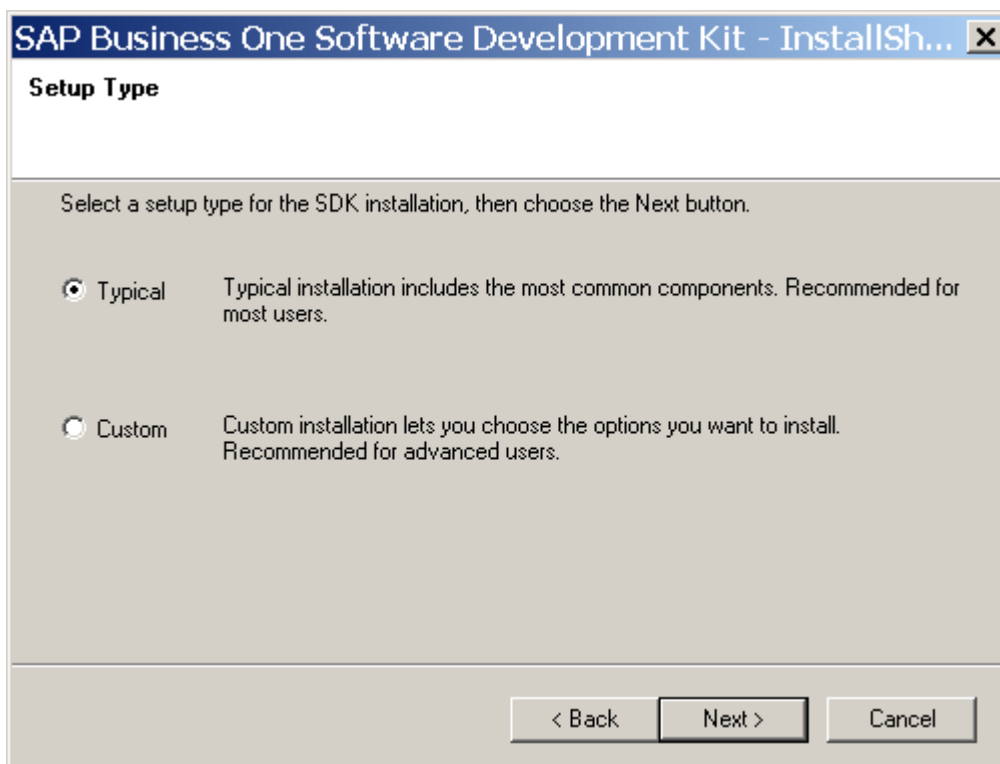 SAP Business One Software Development Kit - InstallSh...
Setup Type
Select a setup type for the SDK installation, then choose the Next button.
Typical
Typical installation includes the most common components. Recommended for
most users.
Custom
Custom installation lets you choose the options you want to install.
Recommended for advanced users.
< Back
Next >
Cancel